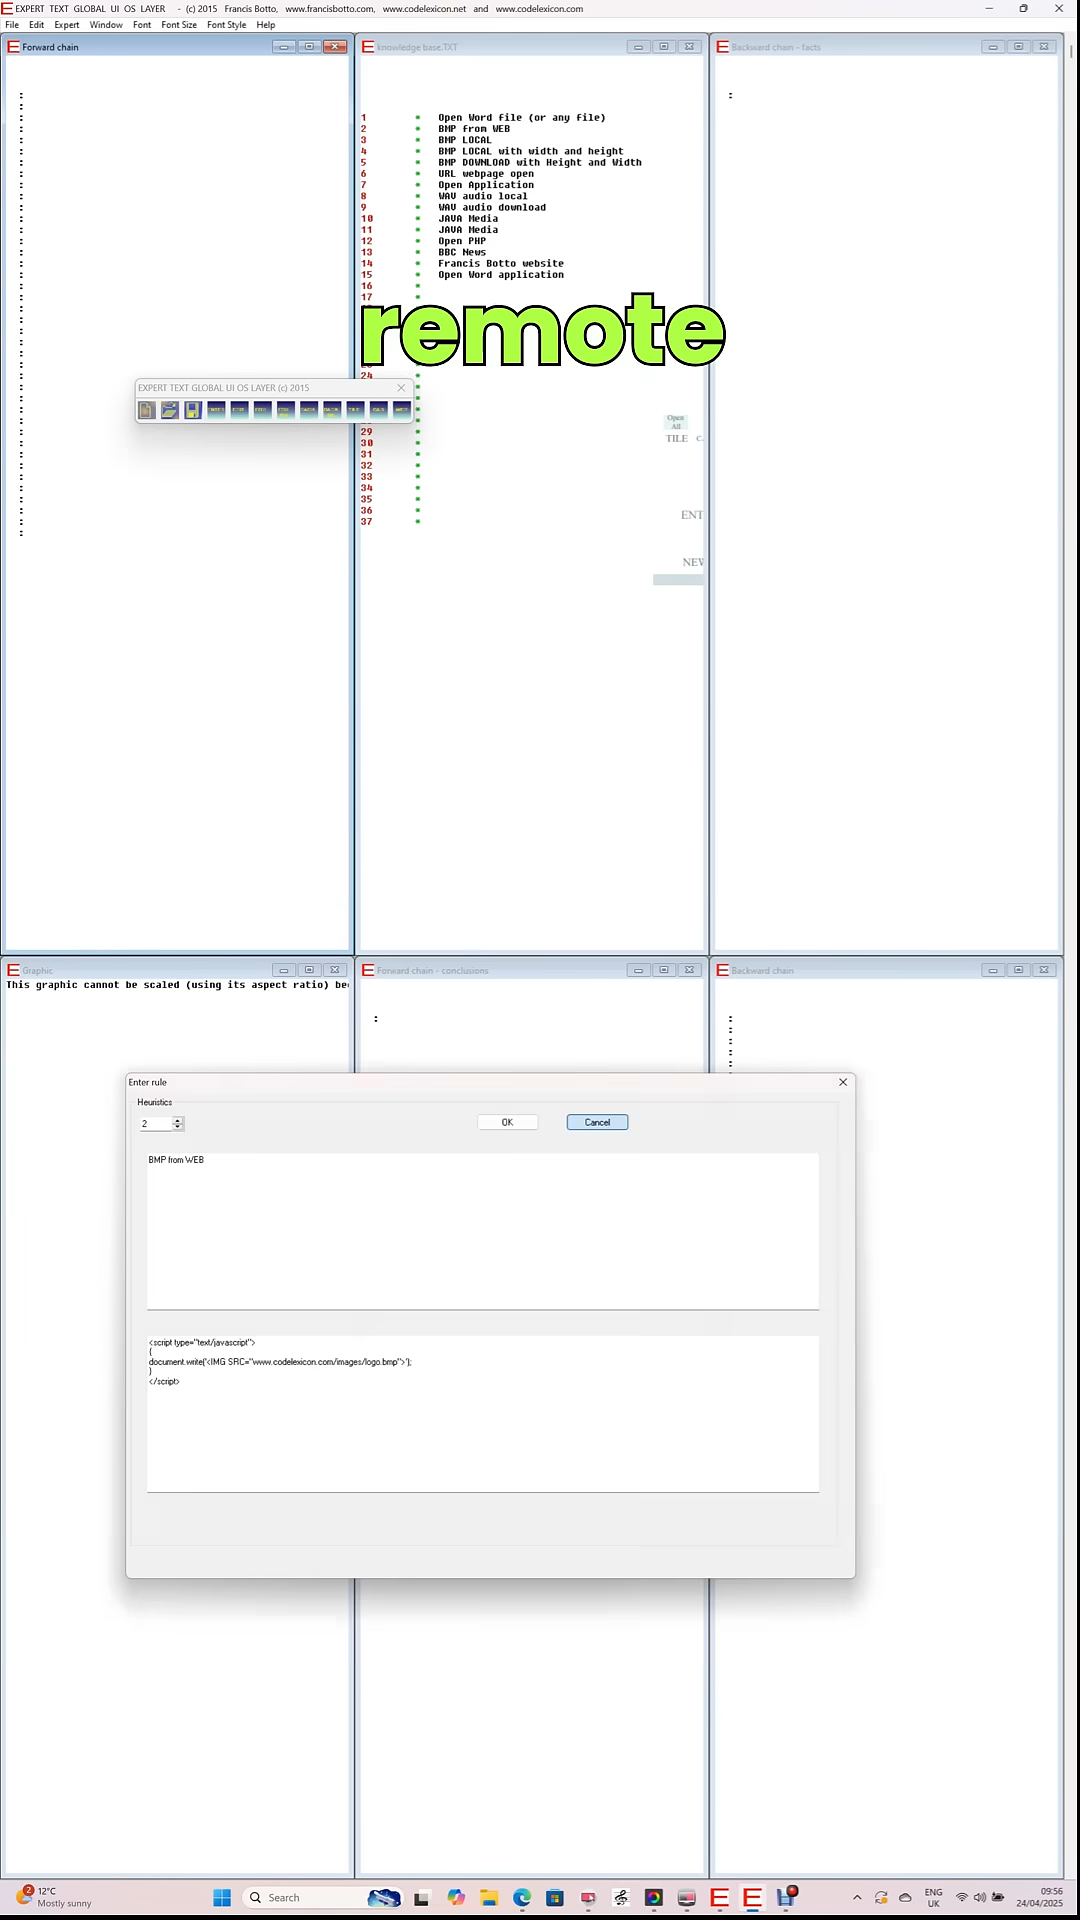 EXPERT TEXT GLOBAL UI OS LAYER - (c) 2015 Francis Botto, www.francisbotto.com, www.codelexicon.net and www.codelexicon.com
File Edit Expert Window Font Font Size Font Style Help
Forward chain
knowledge base.TXT
Backward chain - facts
1 * Open Word file (or any file)
2 * BMP from WEB
3 * BMP LOCAL
4 * BMP LOCAL with width and height
5 * BMP DOWNLOAD with Height and Width
6 * URL webpage open
7 * Open Application
8 * WAV audio local
9 * WAV audio download
10 * JAVA Media
11 * JAVA Media
12 * Open PHP
13 * BBC News
14 * Francis Botto website
15 * Open Word application
16 *
17
remote
24
EXPERT TEXT GLOBAL UI OS LAYER (c) 2015
29 *
30 *
31 *
32 *
33 *
34 *
35 *
36 *
37 *
Open
All
TILE
ENT
NEW
Graphic
Forward chain - conclusions
Backward chain
This graphic cannot be scaled (using its aspect ratio) be
Enter rule
Heuristics
2
OK
Cancel
BMP from WEB
<script type="text/javascript">
{
document.write('<IMG SRC="www.codelexicon.com/images/logo.bmp">');
}
</script>
2
12°C
Mostly sunny
Search
ENG
UK
09:56
24/04/2025